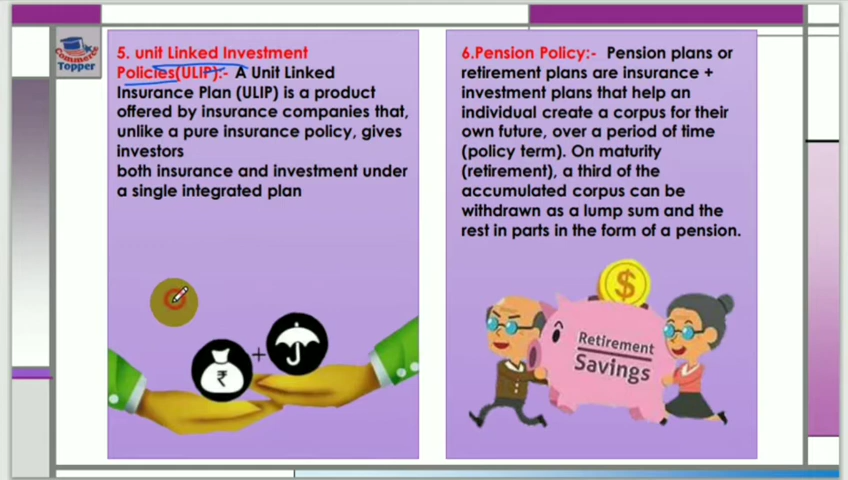 Commerce
Topper
5. unit Linked Investment
Policies(ULIP):- A Unit Linked
Insurance Plan (ULIP) is a product
offered by insurance companies that,
unlike a pure insurance policy, gives
investors
both insurance and investment under
a single integrated plan
₹
+
6.Pension Policy:- Pension plans or
retirement plans are insurance +
investment plans that help an
individual create a corpus for their
own future, over a period of time
(policy term). On maturity
(retirement), a third of the
accumulated corpus can be
withdrawn as a lump sum and the
rest in parts in the form of a pension.
$
Retirement
Savings